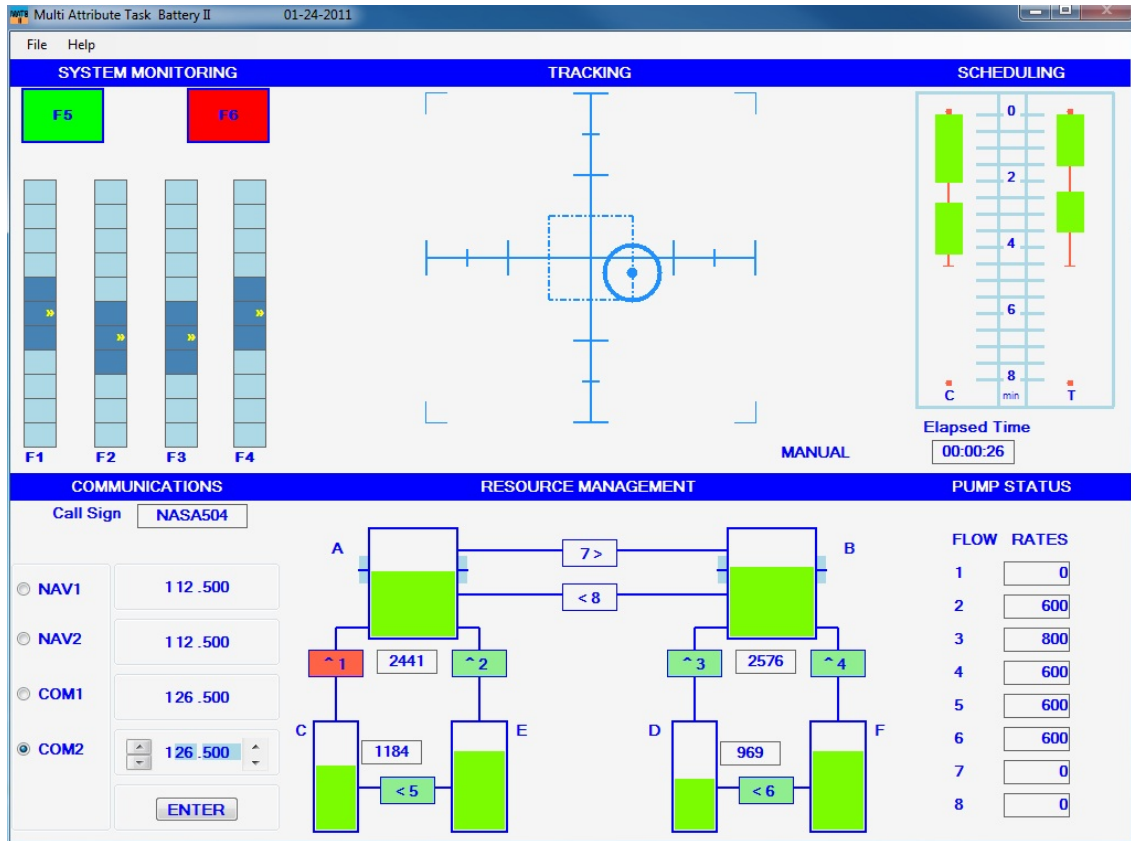 Multi Attribute Task Battery II 01-24-2011
File Help
SYSTEM MONITORING
F5 F6
F1 F2 F3 F4
TRACKING
MANUAL
SCHEDULING
0
2
4
6
8
C min T
Elapsed Time
00:00:26
COMMUNICATIONS
Call Sign NASA504
NAV1 112.500
NAV2 112.500
COM1 126.500
COM2 126.500
ENTER
RESOURCE MANAGEMENT
A 7 > B
< 8
^ 1 2441 ^ 2 ^ 3 2576 ^ 4
C E D F
1184 969
< 5 < 6
PUMP STATUS
FLOW RATES
1 0
2 600
3 800
4 600
5 600
6 600
7 0
8 0